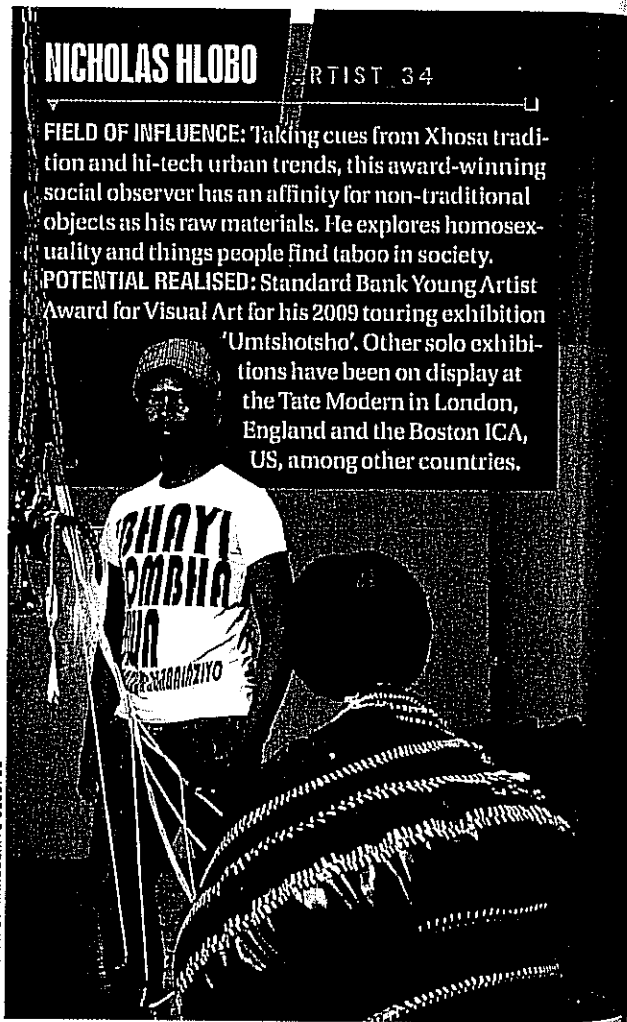 NICHOLAS HLOBO
ARTIST_34
FIELD OF INFLUENCE: Taking cues from Xhosa tradi-
tion and hi-tech urban trends, this award-winning
social observer has an affinity for non-traditional
objects as his raw materials. He explores homosex-
uality and things people find taboo in society.
POTENTIAL REALISED: Standard Bank Young Artist
Award for Visual Art for his 2009 touring exhibition
'Umtshotsho'. Other solo exhibi-
tions have been on display at
the Tate Modern in London,
England and the Boston ICA,
US, among other countries.